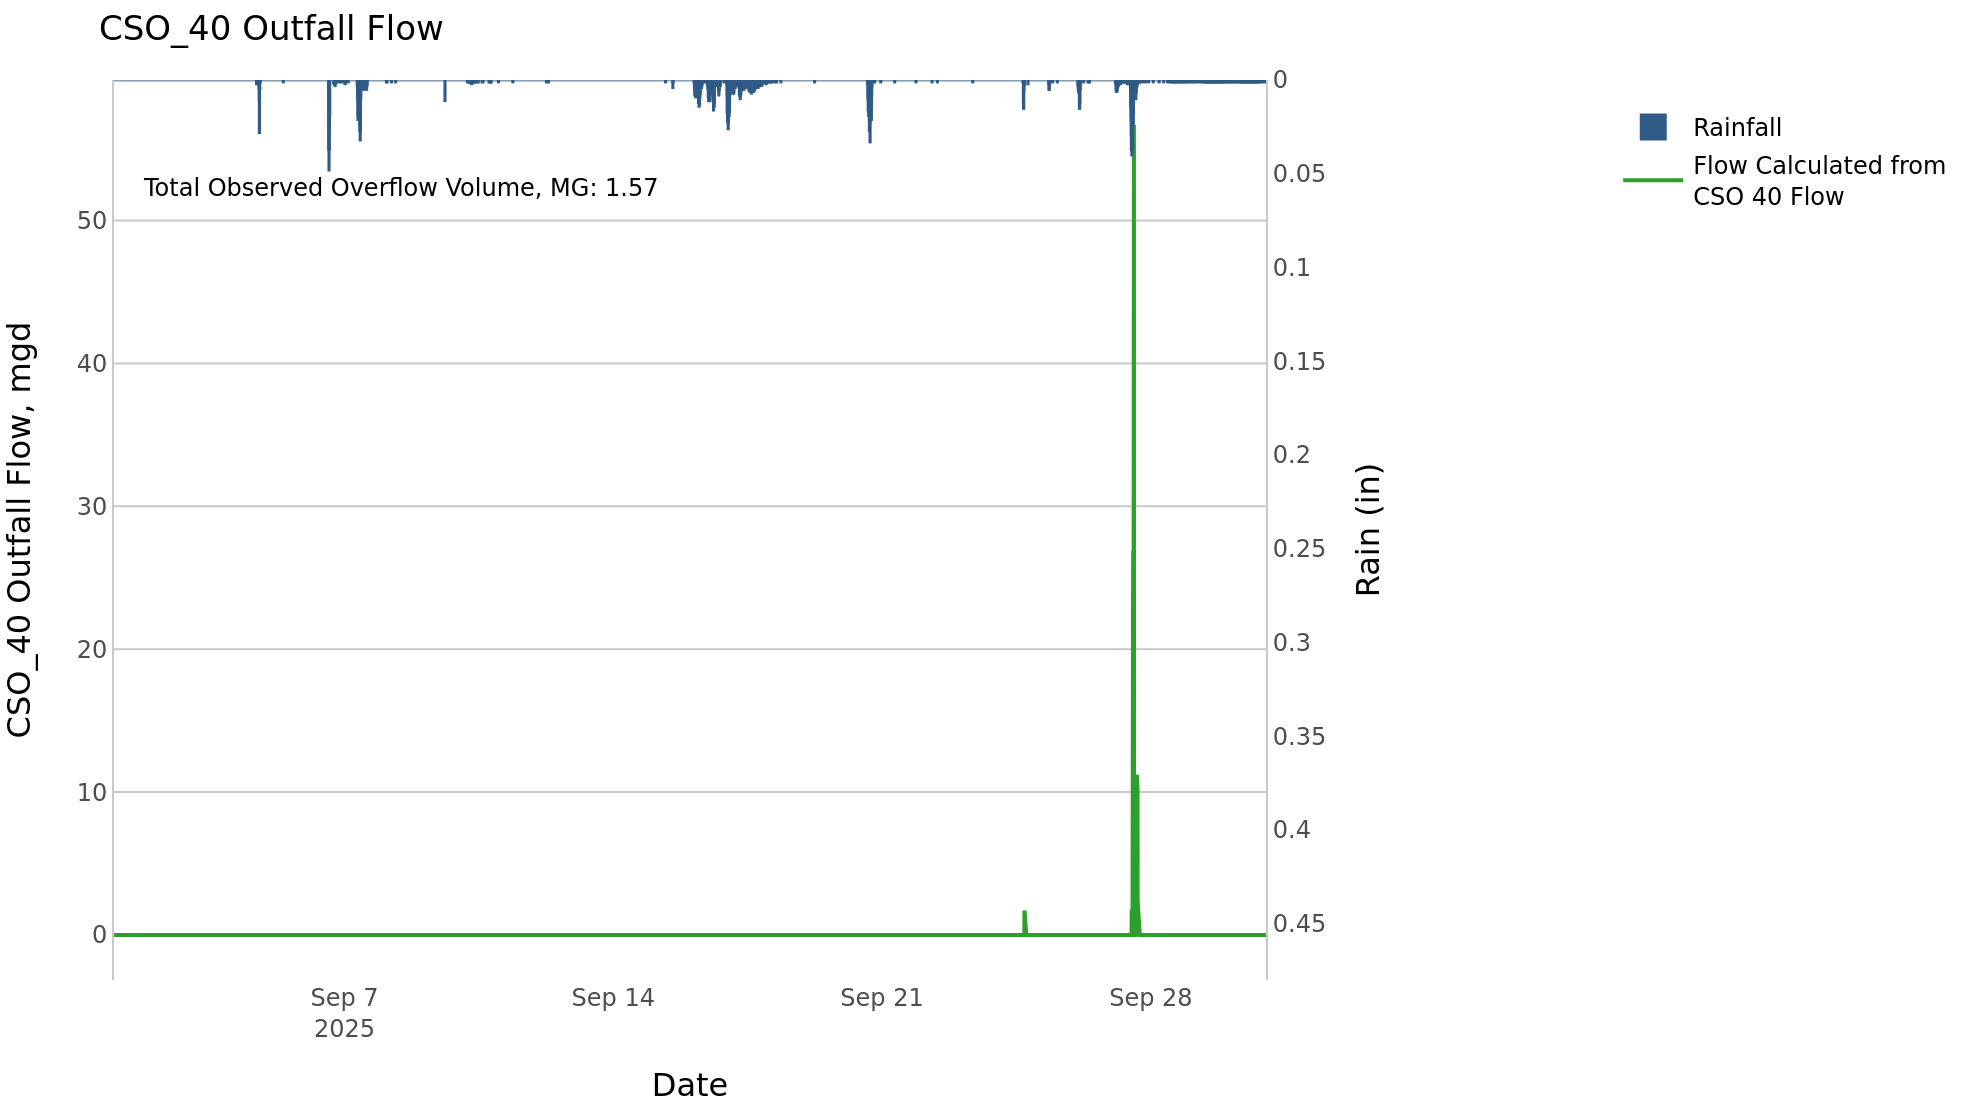 CSO_40 Outfall Flow
Total Observed Overflow Volume, MG: 1.57
CSO_40 Outfall Flow, mgd
50
40
30
20
10
0
0
0.05
0.1
0.15
0.2
0.25
0.3
0.35
0.4
0.45
Rain (in)
Sep 7
2025
Sep 14
Sep 21
Sep 28
Date
Rainfall
Flow Calculated from
CSO 40 Flow